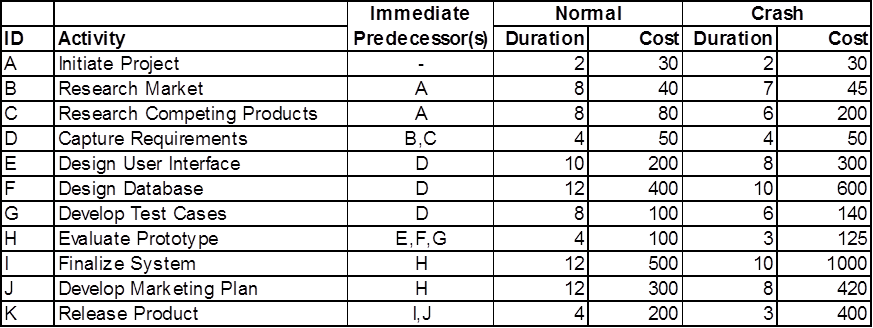 Immediate Normal Crash
ID Activity Predecessor(s) Duration Cost Duration Cost
A Initiate Project - 2 30 2 30
B Research Market A 8 40 7 45
C Research Competing Products A 8 80 6 200
D Capture Requirements B,C 4 50 4 50
E Design User Interface D 10 200 8 300
F Design Database D 12 400 10 600
G Develop Test Cases D 8 100 6 140
H Evaluate Prototype E,F,G 4 100 3 125
I Finalize System H 12 500 10 1000
J Develop Marketing Plan H 12 300 8 420
K Release Product I,J 4 200 3 400